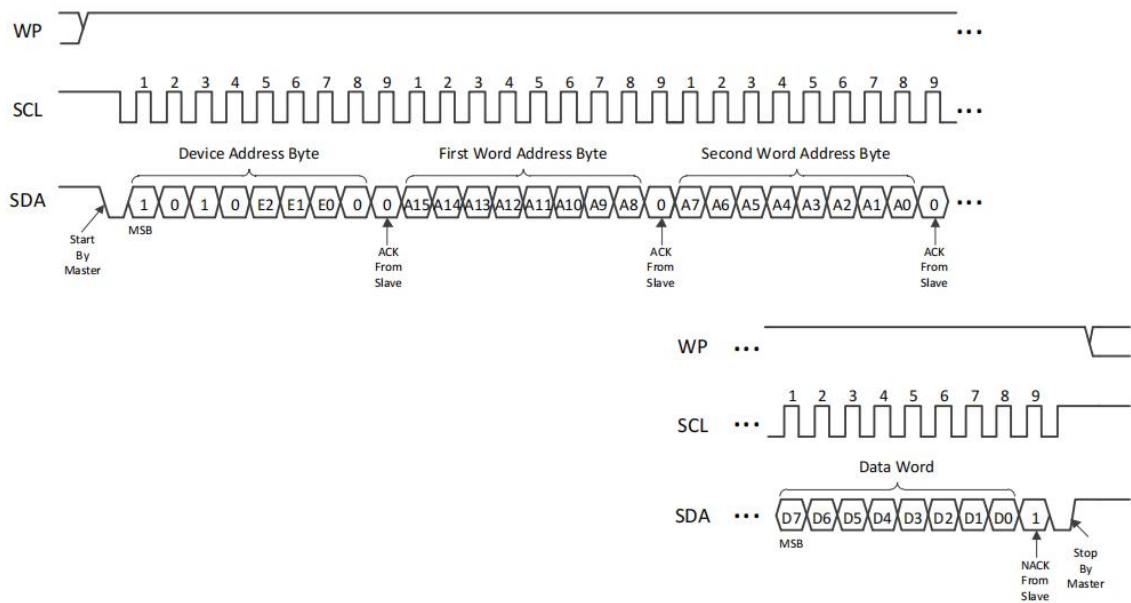 WP
...
1 2 3 4 5 6 7 8 9 1 2 3 4 5 6 7 8 9 1 2 3 4 5 6 7 8 9
SCL
...
Device Address Byte First Word Address Byte Second Word Address Byte
SDA
1 0 1 0 E2 E1 E0 0 0 A15 A14 A13 A12 A11 A10 A9 A8 0 A7 A6 A5 A4 A3 A2 A1 A0 0
...
MSB
Start
By
Master
ACK
From
Slave
ACK
From
Slave
ACK
From
Slave
WP ...
1 2 3 4 5 6 7 8 9
SCL ...
Data Word
SDA ... D7 D6 D5 D4 D3 D2 D1 D0 1
MSB
NACK
From
Slave
Stop
By
Master